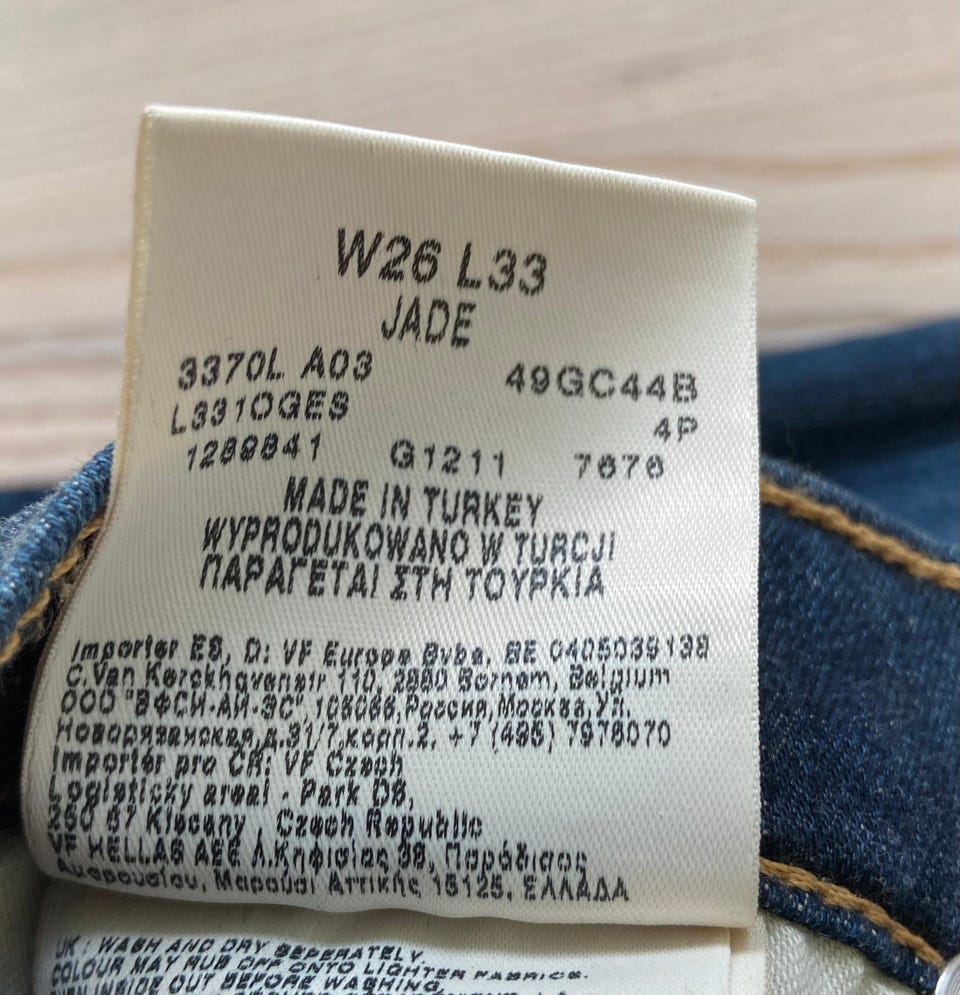 W26 L33
JADE
3370L A03 49GC44B
L331OGES 4P
1289841 G1211 7676
MADE IN TURKEY
WYPRODUKOWANO W TURCJI
ΠΑΡΑΓΕΤΑΙ ΣΤΗ ΤΟΥΡΚΙΑ
Importer ES, D: VF Europe Bvba, BE 0405039138
C.Van Kerckhovenstr 110, 2880 Bornem, Belgium
ООО "ВФСИ-АЙ-ЭС" 105066,Россия,Москва,Ул.
Новорязанская,д.31/7,корп.2, +7 (495) 7978070
Importer pro CR: VF Czech
Logisticky areal - Park D8,
250 67 Klecany, Czech Republic
VF HELLAS AEE Λ.Κηφισίας 98, Παράδεισος
Αμαρουσίου, Μαρούσι Αττικής 15125, ΕΛΛΑΔΑ
UK : WASH AND DRY SEPERATELY.
COLOUR MAY RUB OFF ONTO LIGHTER FABRICS.
TURN INSIDE OUT BEFORE WASHING.